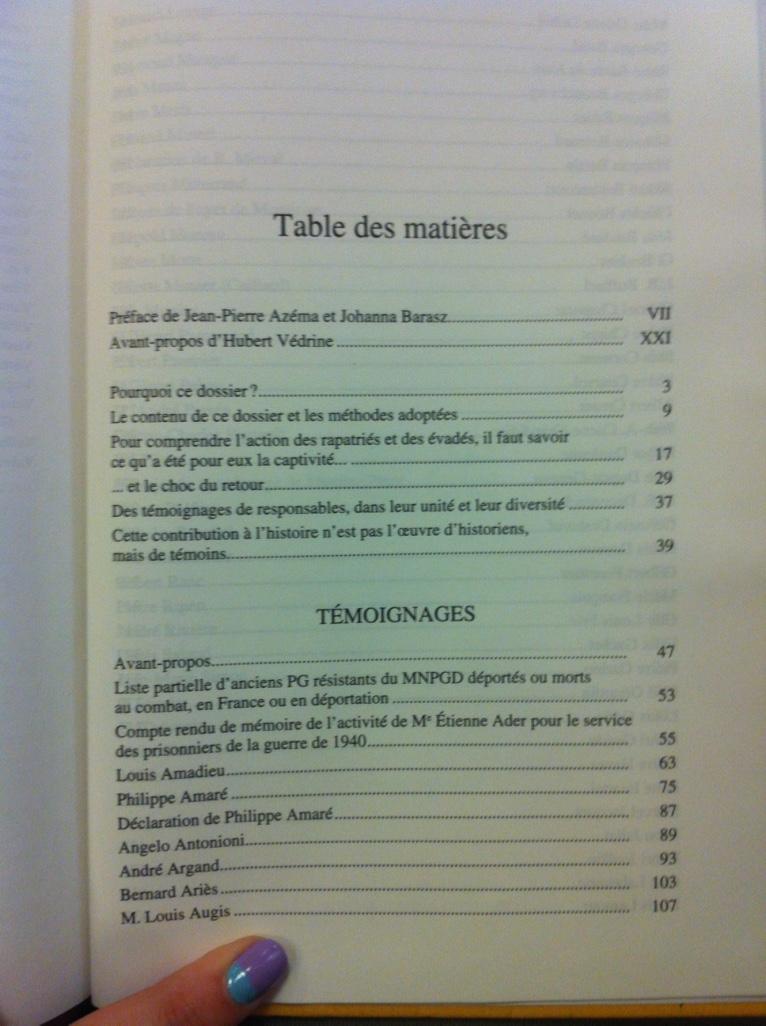 Table des matières
Préface de Jean-Pierre Azéma et Johanna Barasz.......... VII
Avant-propos d'Hubert Védrine .......... XXI
Pourquoi ce dossier ?.......... 3
Le contenu de ce dossier et les méthodes adoptées .......... 9
Pour comprendre l'action des rapatriés et des évadés, il faut savoir
ce qu'a été pour eux la captivité... .......... 17
... et le choc du retour.......... 29
Des témoignages de responsables, dans leur unité et leur diversité .......... 37
Cette contribution à l'histoire n'est pas l'œuvre d'historiens,
mais de témoins.......... 39
TÉMOIGNAGES
Avant-propos.......... 47
Liste partielle d'anciens PG résistants du MNPGD déportés ou morts
au combat, en France ou en déportation .......... 53
Compte rendu de mémoire de l'activité de Me Étienne Ader pour le service
des prisonniers de la guerre de 1940.......... 55
Louis Amadieu.......... 63
Philippe Amaré .......... 75
Déclaration de Philippe Amaré.......... 87
Angelo Antonioni.......... 89
André Argand.......... 93
Bernard Ariès .......... 103
M. Louis Augis .......... 107